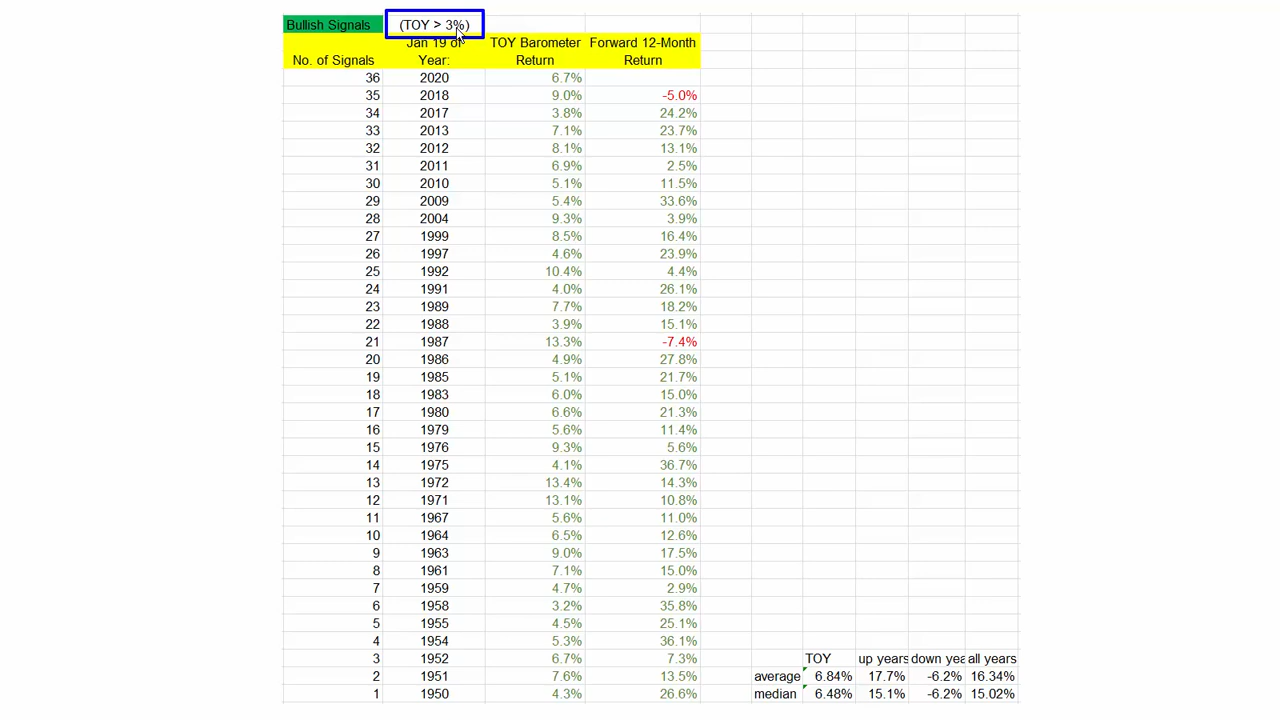 Bullish Signals (TOY > 3%)
Jan 19 of TOY Barometer Forward 12-Month
No. of Signals Year: Return Return
36 2020 6.7%
35 2018 9.0% -5.0%
34 2017 3.8% 24.2%
33 2013 7.1% 23.7%
32 2012 8.1% 13.1%
31 2011 6.9% 2.5%
30 2010 5.1% 11.5%
29 2009 5.4% 33.6%
28 2004 9.3% 3.9%
27 1999 8.5% 16.4%
26 1997 4.6% 23.9%
25 1992 10.4% 4.4%
24 1991 4.0% 26.1%
23 1989 7.7% 18.2%
22 1988 3.9% 15.1%
21 1987 13.3% -7.4%
20 1986 4.9% 27.8%
19 1985 5.1% 21.7%
18 1983 6.0% 15.0%
17 1980 6.6% 21.3%
16 1979 5.6% 11.4%
15 1976 9.3% 5.6%
14 1975 4.1% 36.7%
13 1972 13.4% 14.3%
12 1971 13.1% 10.8%
11 1967 5.6% 11.0%
10 1964 6.5% 12.6%
9 1963 9.0% 17.5%
8 1961 7.1% 15.0%
7 1959 4.7% 2.9%
6 1958 3.2% 35.8%
5 1955 4.5% 25.1%
4 1954 5.3% 36.1%
3 1952 6.7% 7.3% TOY up years down yea all years
2 1951 7.6% 13.5% average 6.84% 17.7% -6.2% 16.34%
1 1950 4.3% 26.6% median 6.48% 15.1% -6.2% 15.02%